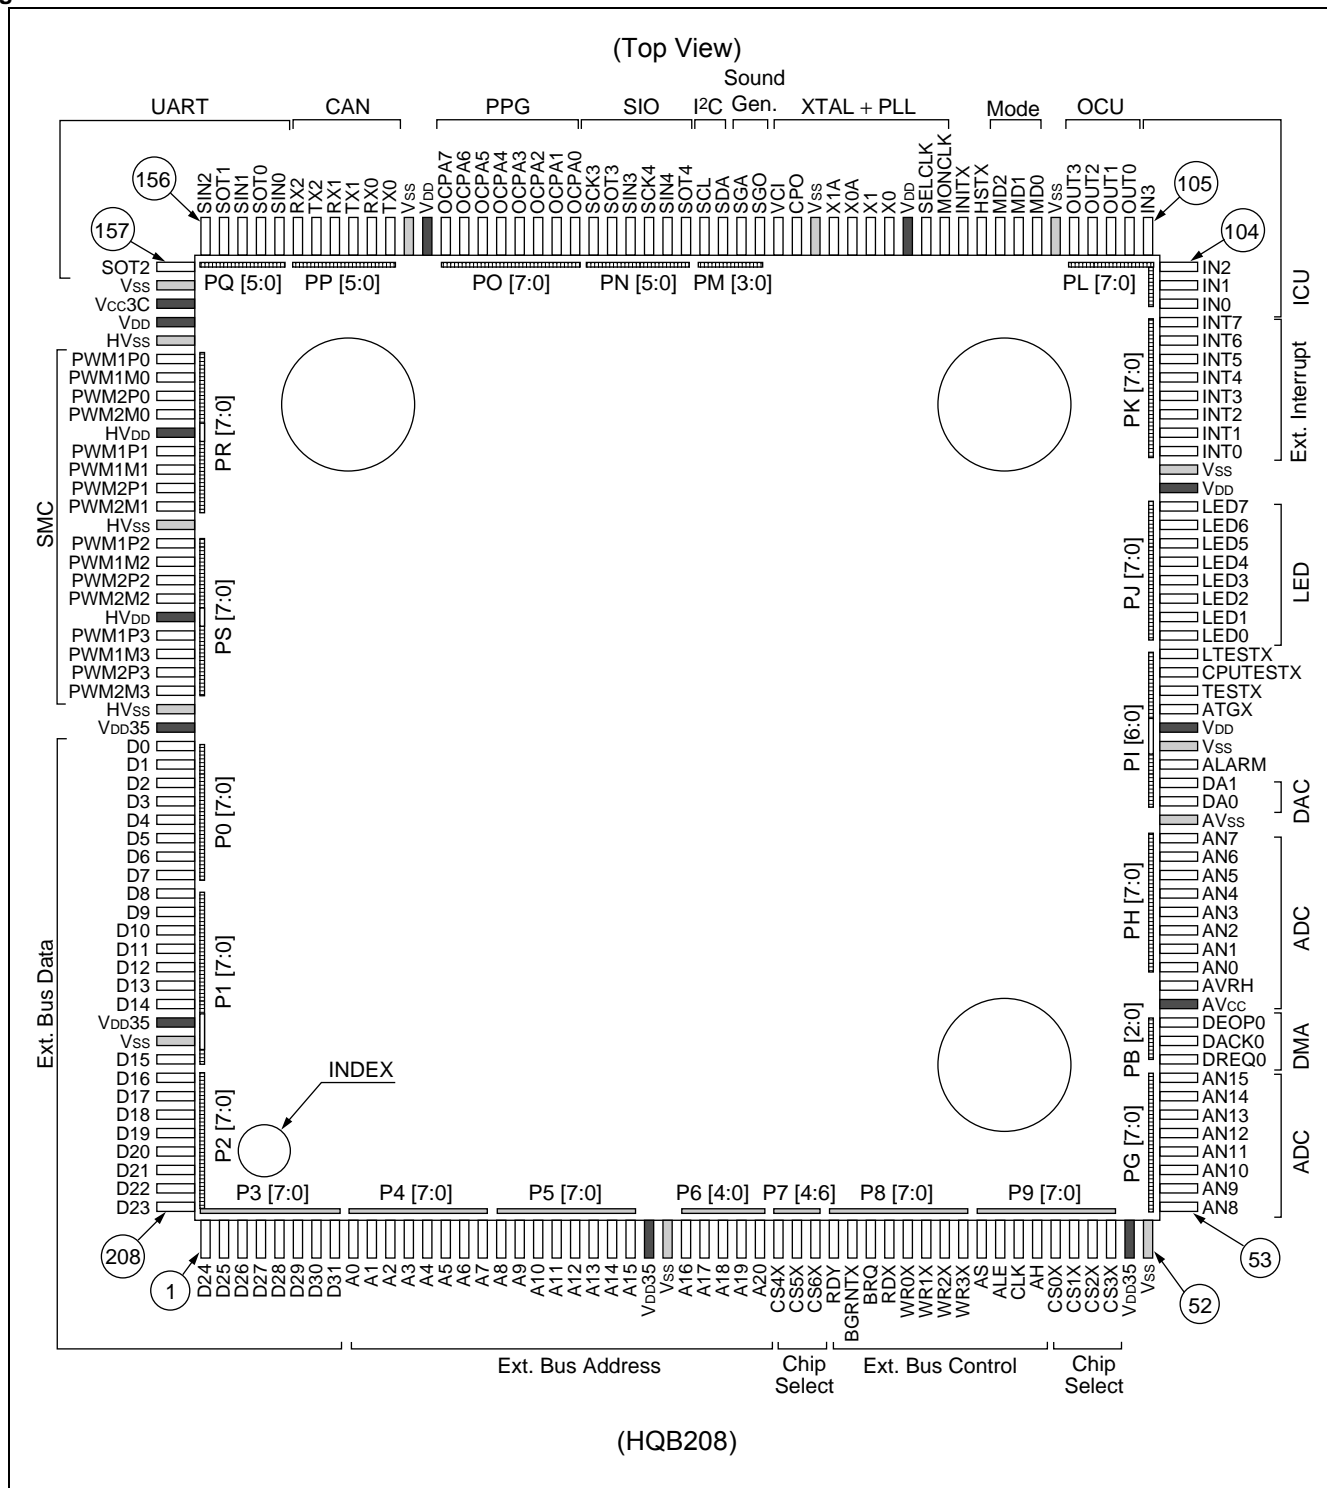 g
(Top View)
Sound
UART CAN PPG SIO I2C Gen. XTAL + PLL Mode OCU
SIN2
SOT1
SIN1
SOT0
SIN0
RX2
TX2
RX1
TX1
RX0
TX0
VSS
VDD
OCPA7
OCPA6
OCPA5
OCPA4
OCPA3
OCPA2
OCPA1
OCPA0
SCK3
SOT3
SIN3
SCK4
SIN4
SOT4
SCL
SDA
SGA
SGO
VCI
CPO
VSS
X1A
X0A
X1
X0
VDD
SELCLK
MONCLK
INITX
HSTX
MD2
MD1
MD0
VSS
OUT3
OUT2
OUT1
OUT0
IN3
156
105
157
104
PQ [5:0] PP [5:0] PO [7:0] PN [5:0] PM [3:0] PL [7:0]
SOT2
VSS
VCC3C
VDD
HVSS
PWM1P0
PWM1M0
PWM2P0
PWM2M0
HVDD
PWM1P1
PWM1M1
PWM2P1
PWM2M1
HVSS
PWM1P2
PWM1M2
PWM2P2
PWM2M2
HVDD
PWM1P3
PWM1M3
PWM2P3
PWM2M3
HVSS
VDD35
D0
D1
D2
D3
D4
D5
D6
D7
D8
D9
D10
D11
D12
D13
D14
VDD35
VSS
D15
D16
D17
D18
D19
D20
D21
D22
D23
SMC
Ext. Bus Data
PR [7:0]
PS [7:0]
P0 [7:0]
P1 [7:0]
P2 [7:0]
INDEX
PK [7:0]
PJ [7:0]
PI [6:0]
PH [7:0]
PB [2:0]
PG [7:0]
IN2
IN1
IN0
INT7
INT6
INT5
INT4
INT3
INT2
INT1
INT0
VSS
VDD
LED7
LED6
LED5
LED4
LED3
LED2
LED1
LED0
LTESTX
CPUTESTX
TESTX
ATGX
VDD
VSS
ALARM
DA1
DA0
AVSS
AN7
AN6
AN5
AN4
AN3
AN2
AN1
AN0
AVRH
AVCC
DEOP0
DACK0
DREQ0
AN15
AN14
AN13
AN12
AN11
AN10
AN9
AN8
ICU
Ext. Interrupt
LED
DAC
ADC
DMA
ADC
P3 [7:0] P4 [7:0] P5 [7:0] P6 [4:0] P7 [4:6] P8 [7:0] P9 [7:0]
208
1
53
52
D24
D25
D26
D27
D28
D29
D30
D31
A0
A1
A2
A3
A4
A5
A6
A7
A8
A9
A10
A11
A12
A13
A14
A15
VDD35
VSS
A16
A17
A18
A19
A20
CS4X
CS5X
CS6X
RDY
BGRNTX
BRQ
RDX
WR0X
WR1X
WR2X
WR3X
AS
ALE
CLK
AH
CS0X
CS1X
CS2X
CS3X
VDD35
VSS
Ext. Bus Address
Chip
Select
Ext. Bus Control
Chip
Select
(HQB208)